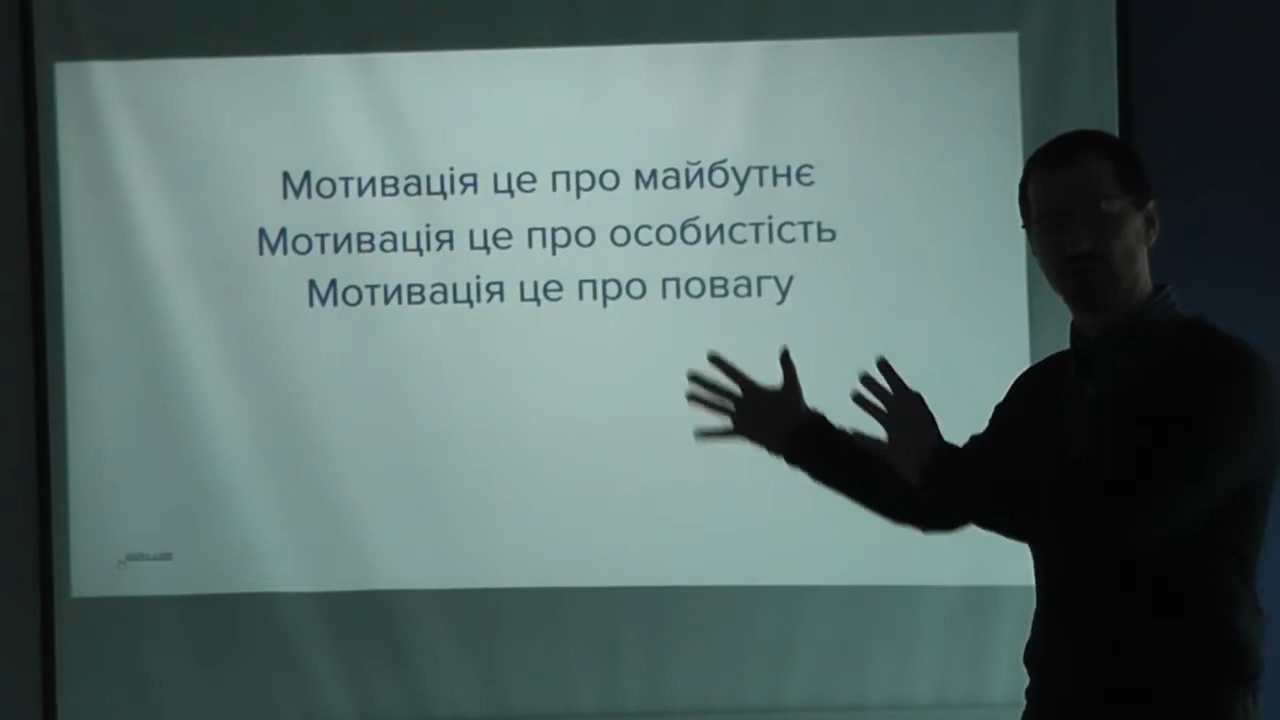 Мотивація це про майбутнє
Мотивація це про особистість
Мотивація це про повагу